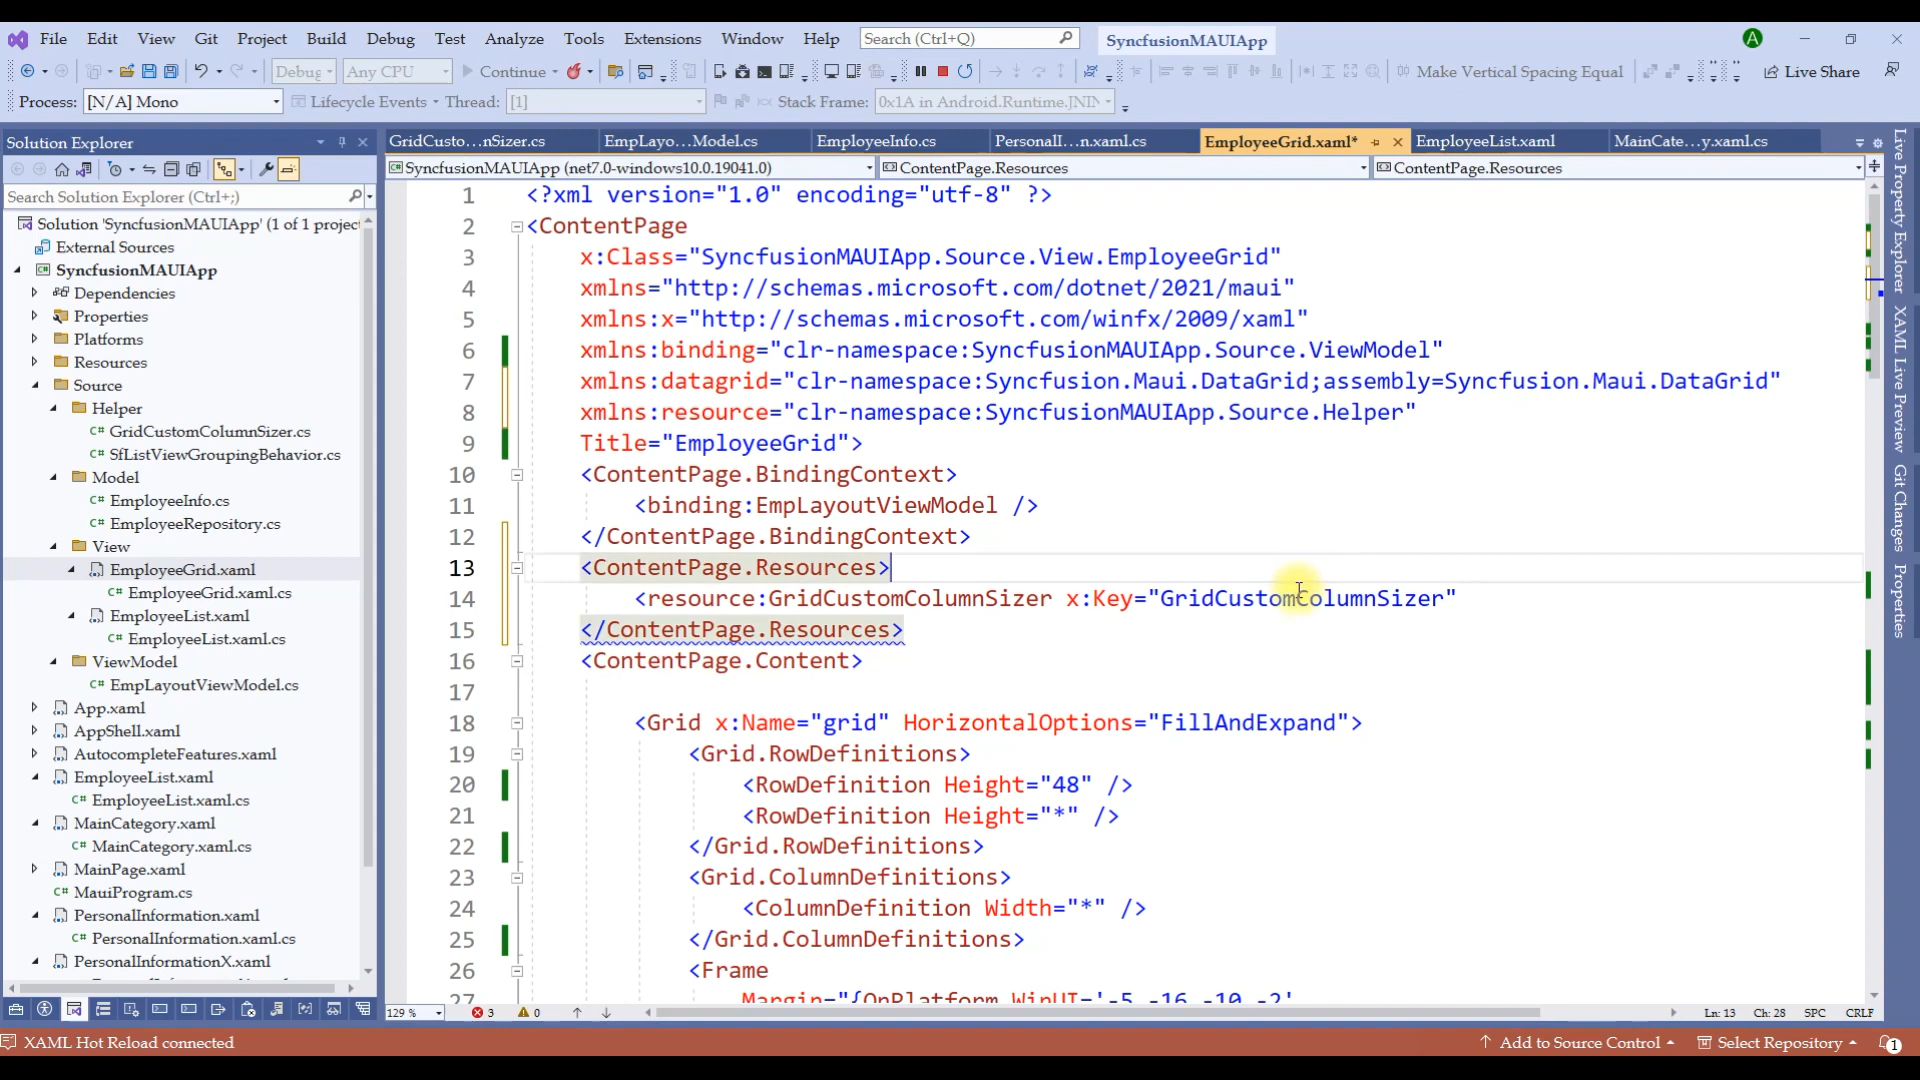 File Edit View Git Project Build Debug Test Analyze Tools Extensions Window Help Search (Ctrl+Q) SyncfusionMAUIApp A
Debug Any CPU Continue Make Vertical Spacing Equal Live Share
Process: [N/A] Mono Lifecycle Events Thread: [1] Stack Frame: 0x1A in Android.Runtime.JNIN
Solution Explorer
Search Solution Explorer (Ctrl+;)
Solution 'SyncfusionMAUIApp' (1 of 1 project
External Sources
SyncfusionMAUIApp
Dependencies
Properties
Platforms
Resources
Source
Helper
C# GridCustomColumnSizer.cs
C# SfListViewGroupingBehavior.cs
Model
C# EmployeeInfo.cs
C# EmployeeRepository.cs
View
EmployeeGrid.xaml
C# EmployeeGrid.xaml.cs
EmployeeList.xaml
C# EmployeeList.xaml.cs
ViewModel
C# EmpLayoutViewModel.cs
App.xaml
AppShell.xaml
AutocompleteFeatures.xaml
EmployeeList.xaml
C# EmployeeList.xaml.cs
MainCategory.xaml
C# MainCategory.xaml.cs
MainPage.xaml
C# MauiProgram.cs
PersonalInformation.xaml
C# PersonalInformation.xaml.cs
PersonalInformationX.xaml
GridCusto...nSizer.cs EmpLayo...Model.cs EmployeeInfo.cs PersonalI...n.xaml.cs EmployeeGrid.xaml* EmployeeList.xaml MainCate...y.xaml.cs
SyncfusionMAUIApp (net7.0-windows10.0.19041.0) ContentPage.Resources ContentPage.Resources
1 <?xml version="1.0" encoding="utf-8" ?>
2 <ContentPage
3 x:Class="SyncfusionMAUIApp.Source.View.EmployeeGrid"
4 xmlns="http://schemas.microsoft.com/dotnet/2021/maui"
5 xmlns:x="http://schemas.microsoft.com/winfx/2009/xaml"
6 xmlns:binding="clr-namespace:SyncfusionMAUIApp.Source.ViewModel"
7 xmlns:datagrid="clr-namespace:Syncfusion.Maui.DataGrid;assembly=Syncfusion.Maui.DataGrid"
8 xmlns:resource="clr-namespace:SyncfusionMAUIApp.Source.Helper"
9 Title="EmployeeGrid">
10 <ContentPage.BindingContext>
11 <binding:EmpLayoutViewModel />
12 </ContentPage.BindingContext>
13 <ContentPage.Resources>
14 <resource:GridCustomColumnSizer x:Key="GridCustomColumnSizer"
15 </ContentPage.Resources>
16 <ContentPage.Content>
17
18 <Grid x:Name="grid" HorizontalOptions="FillAndExpand">
19 <Grid.RowDefinitions>
20 <RowDefinition Height="48" />
21 <RowDefinition Height="*" />
22 </Grid.RowDefinitions>
23 <Grid.ColumnDefinitions>
24 <ColumnDefinition Width="*" />
25 </Grid.ColumnDefinitions>
26 <Frame
27 Margin="{OnPlatform WinUI='-5,-16,-10,-2'
Live Property Explorer
XAML Live Preview
Git Changes
Properties
129 % 3 0 Ln: 13 Ch: 28 SPC CRLF
XAML Hot Reload connected Add to Source Control Select Repository 1